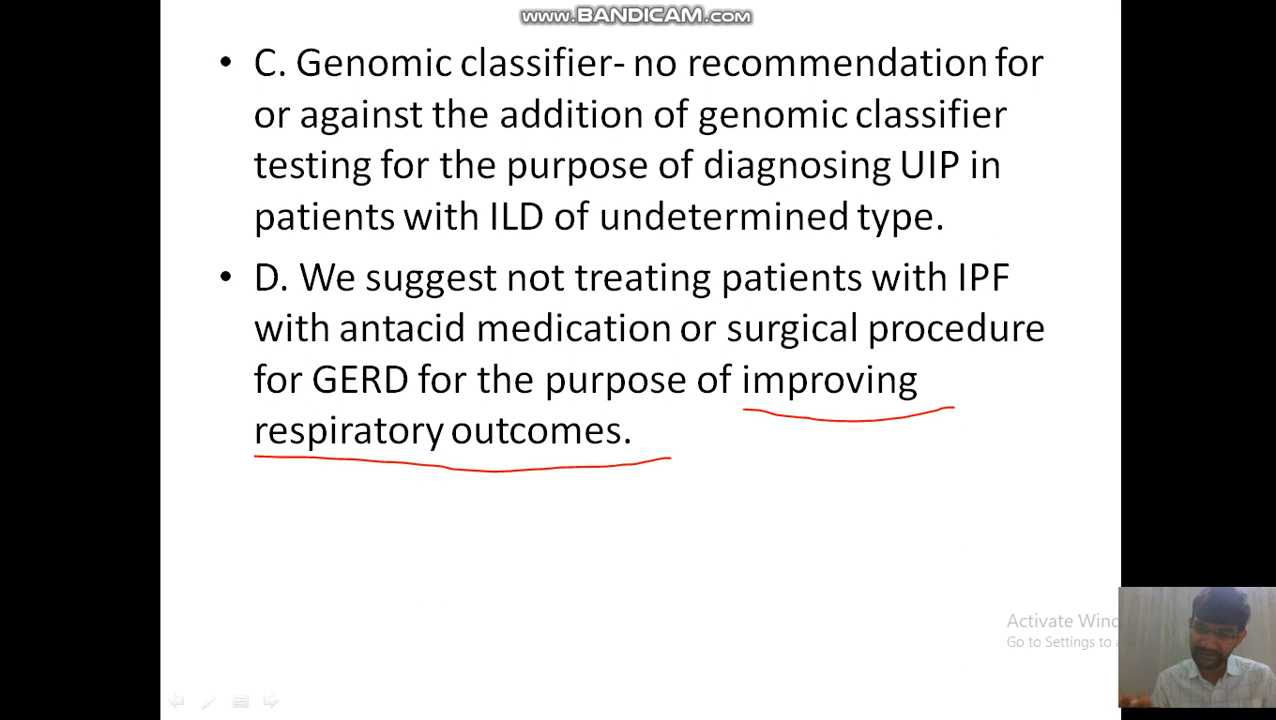 www.BANDICAM.com
• C. Genomic classifier- no recommendation for
or against the addition of genomic classifier
testing for the purpose of diagnosing UIP in
patients with ILD of undetermined type.
• D. We suggest not treating patients with IPF
with antacid medication or surgical procedure
for GERD for the purpose of improving
respiratory outcomes.
Activate Winc
Go to Settings to